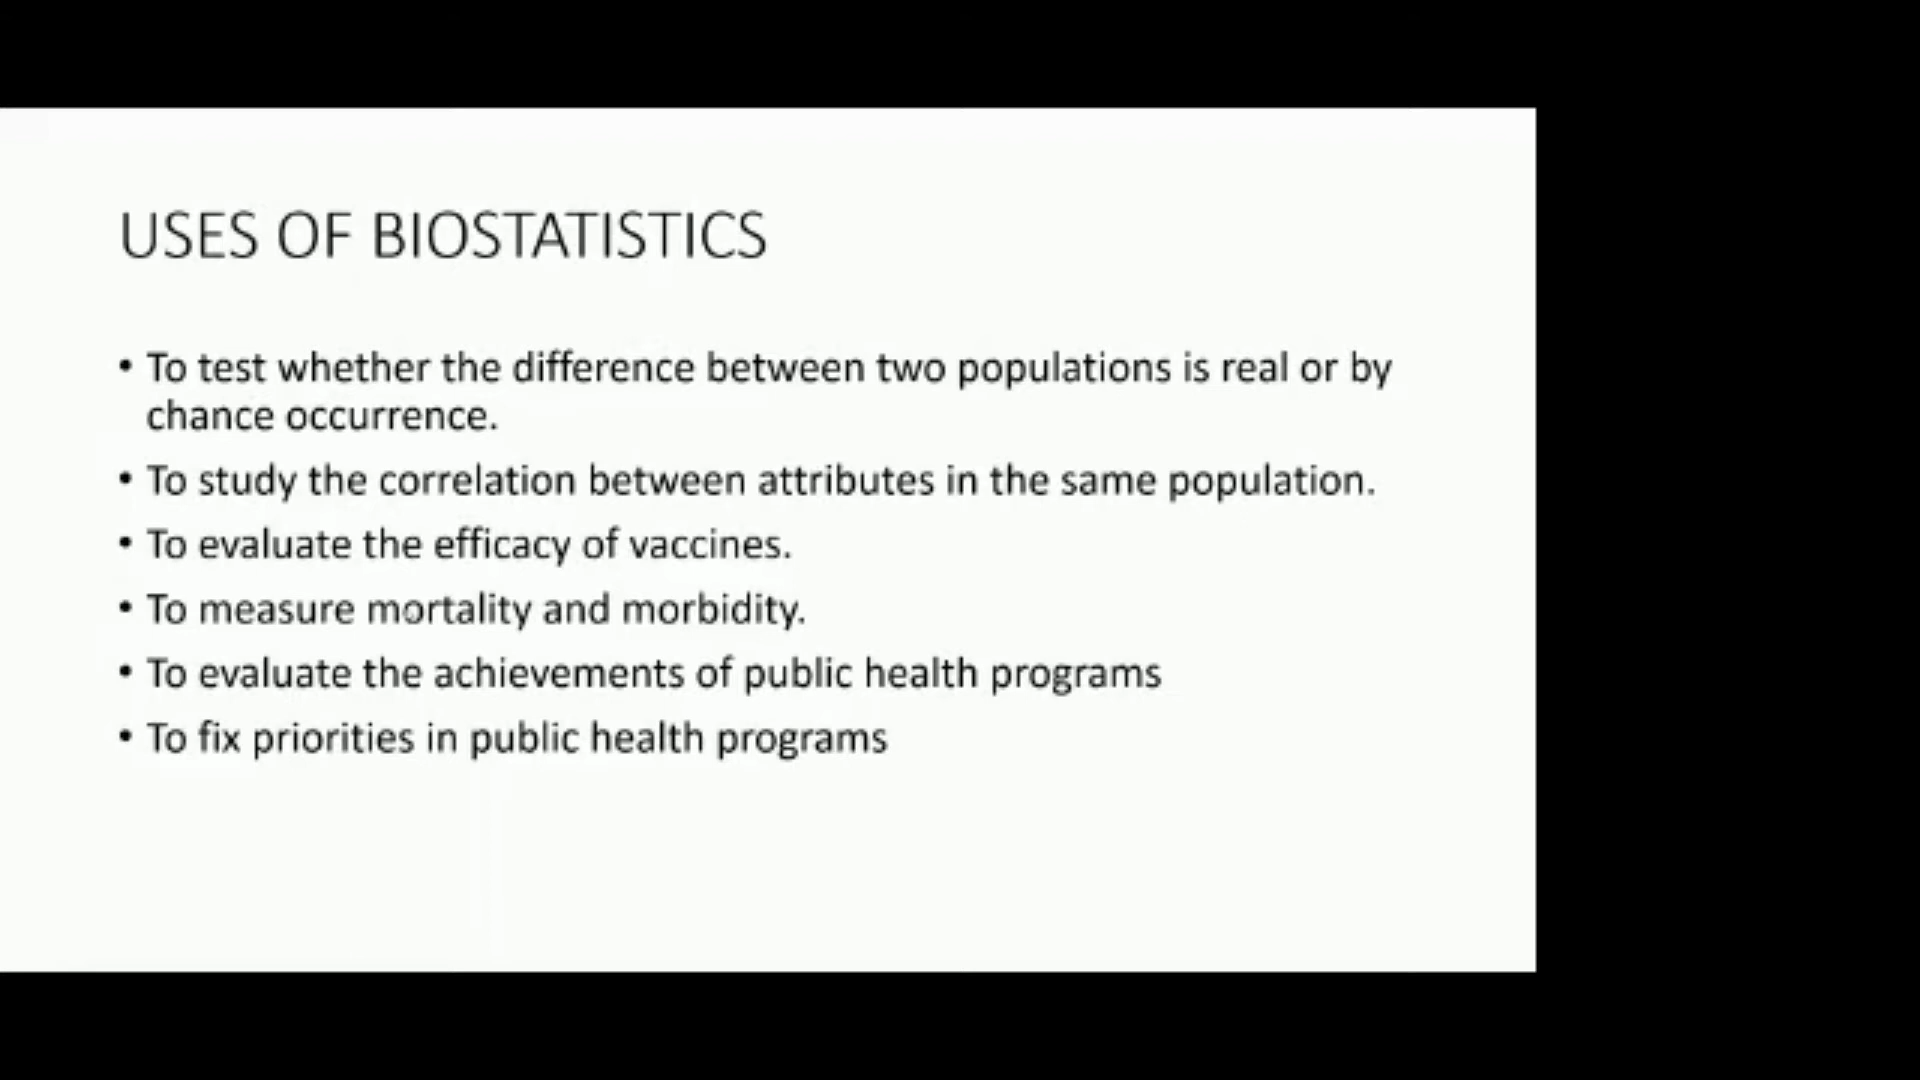 USES OF BIOSTATISTICS
• To test whether the difference between two populations is real or by
chance occurrence.
• To study the correlation between attributes in the same population.
• To evaluate the efficacy of vaccines.
• To measure mortality and morbidity.
• To evaluate the achievements of public health programs
• To fix priorities in public health programs